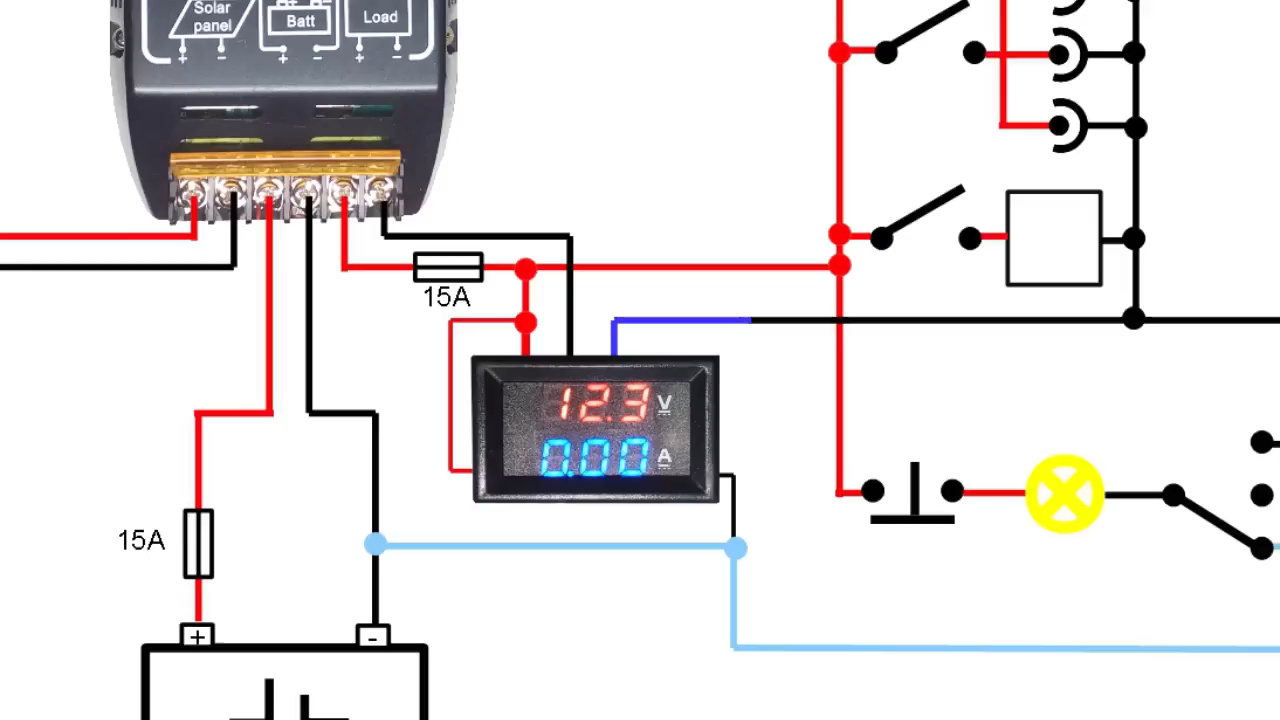 Solar
panel
Batt
Load
+ - + - + -
15A
12.3 V
0.00 A
15A
+ -